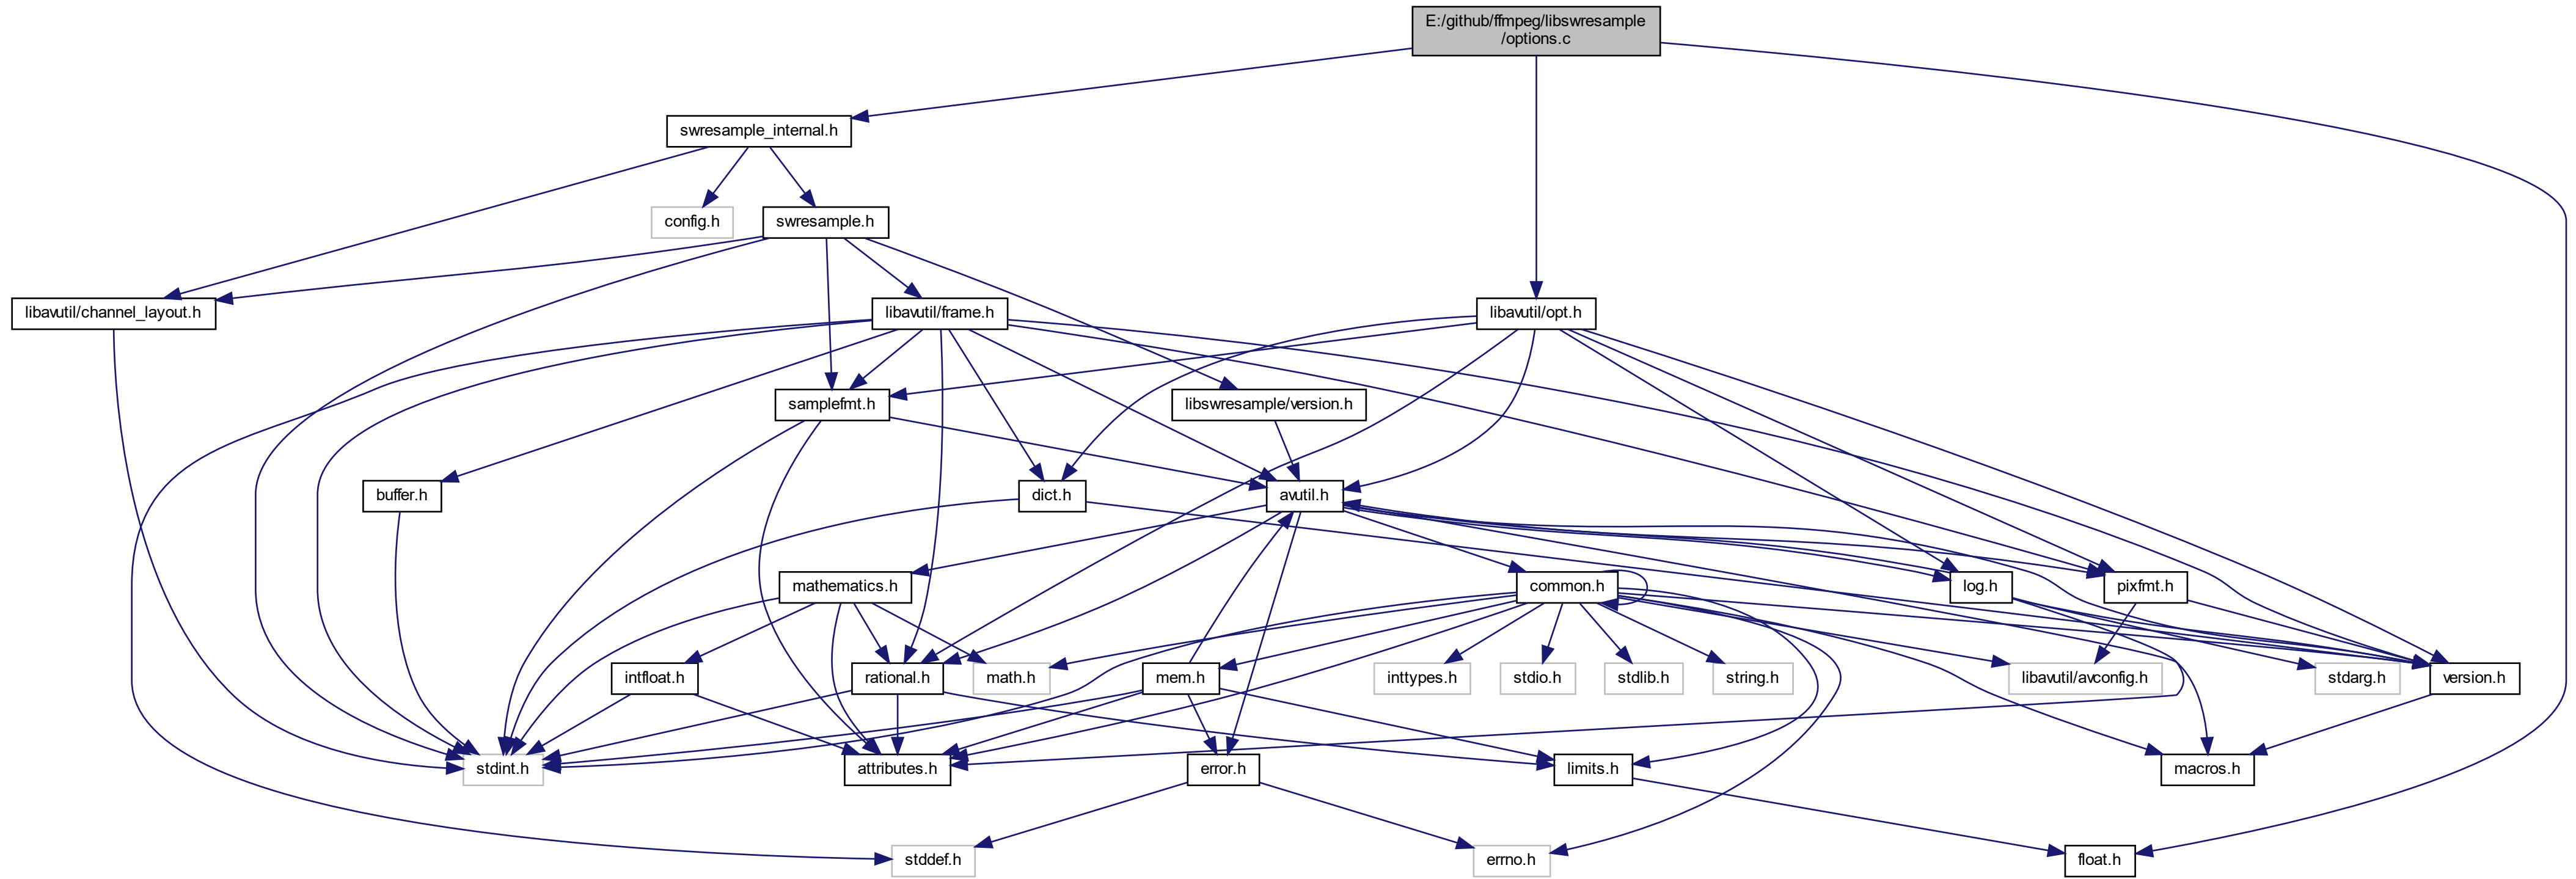 E:/github/ffmpeg/libswresample
/options.c
swresample_internal.h
config.h
swresample.h
libavutil/channel_layout.h
libavutil/frame.h
libavutil/opt.h
samplefmt.h
libswresample/version.h
buffer.h
dict.h
avutil.h
mathematics.h
common.h
log.h
pixfmt.h
intfloat.h
rational.h
math.h
mem.h
inttypes.h
stdio.h
stdlib.h
string.h
libavutil/avconfig.h
stdarg.h
version.h
stdint.h
attributes.h
error.h
limits.h
macros.h
stddef.h
errno.h
float.h